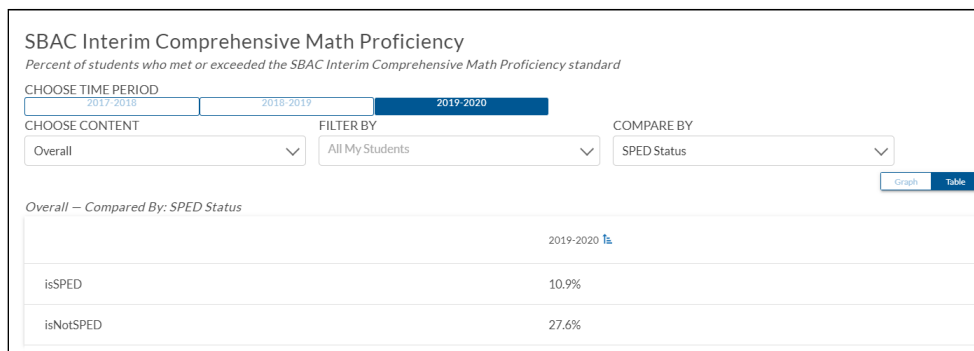 SBAC Interim Comprehensive Math Proficiency
Percent of students who met or exceeded the SBAC Interim Comprehensive Math Proficiency standard
CHOOSE TIME PERIOD
2017-2018 2018-2019 2019-2020
CHOOSE CONTENT FILTER BY COMPARE BY
Overall All My Students SPED Status
Graph Table
Overall — Compared By: SPED Status
2019-2020
isSPED 10.9%
isNotSPED 27.6%